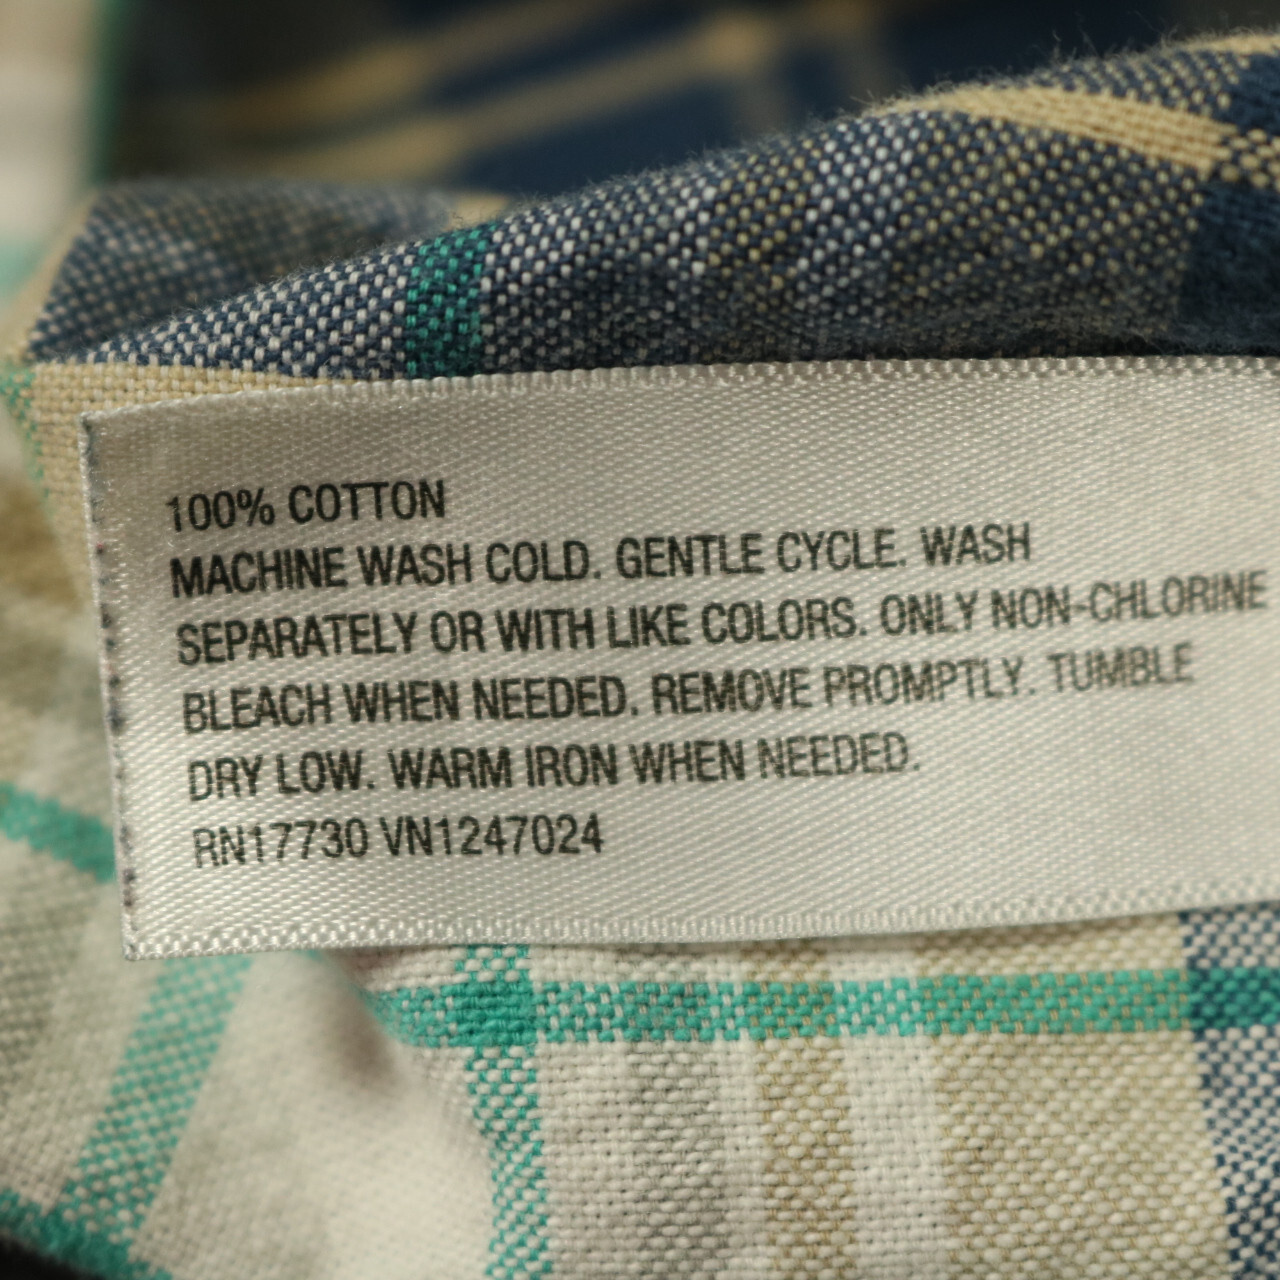 100% COTTON
MACHINE WASH COLD. GENTLE CYCLE. WASH
SEPARATELY OR WITH LIKE COLORS. ONLY NON-CHLORINE
BLEACH WHEN NEEDED. REMOVE PROMPTLY. TUMBLE
DRY LOW. WARM IRON WHEN NEEDED.
RN17730 VN1247024